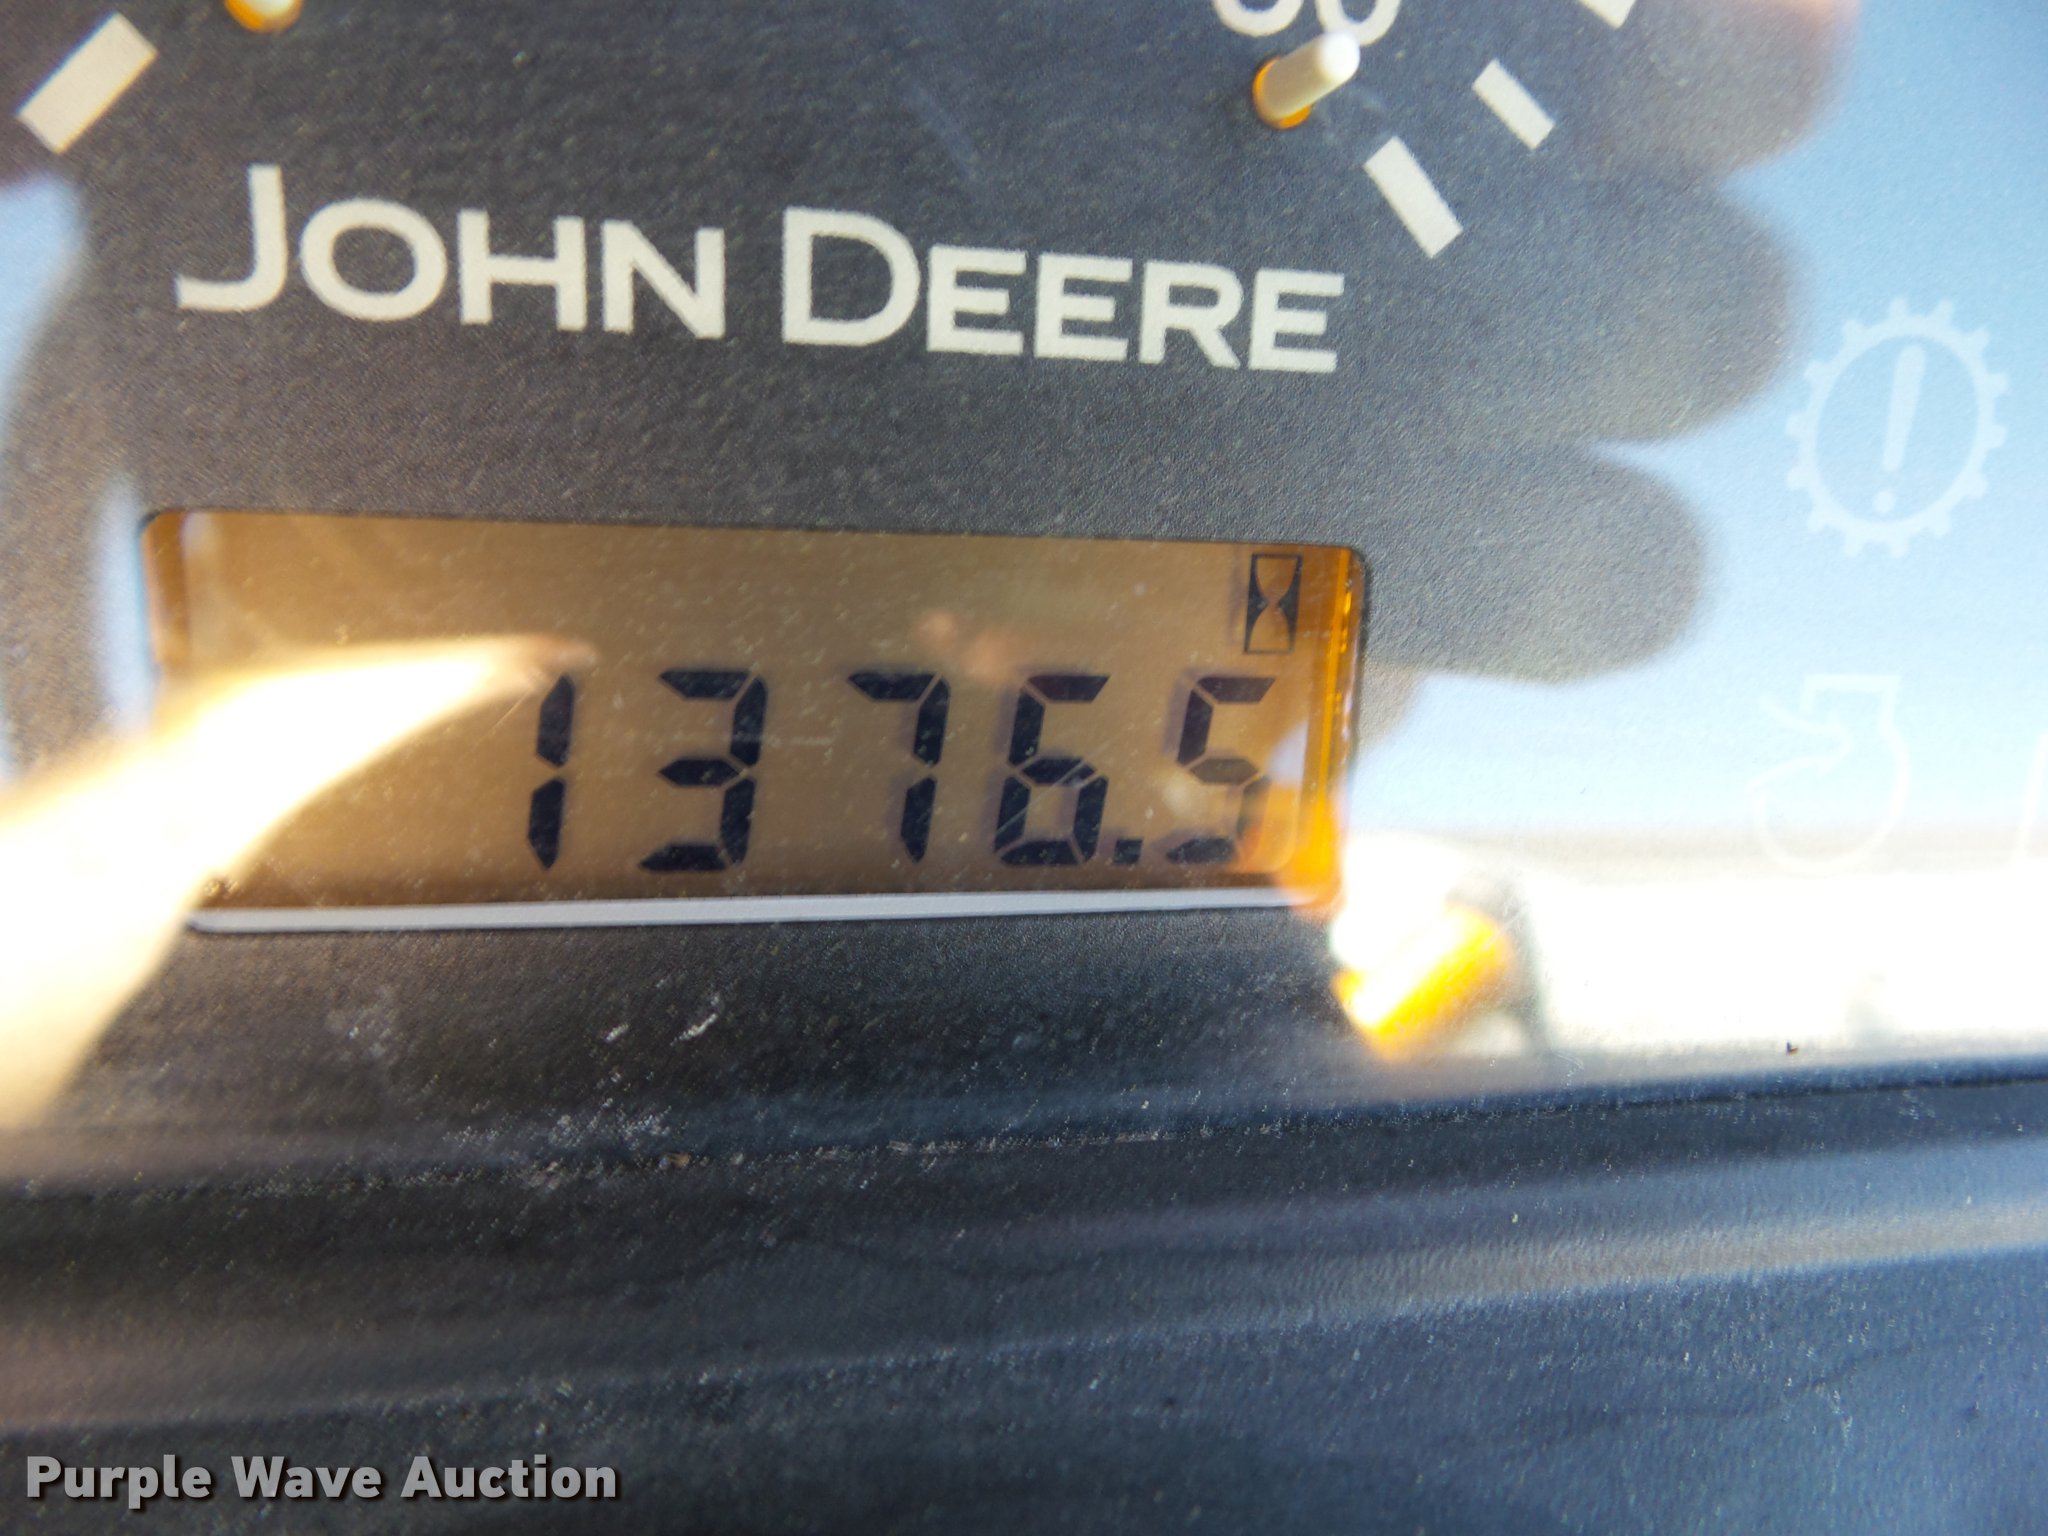 JOHN DEERE
1376.5
Purple Wave Auction